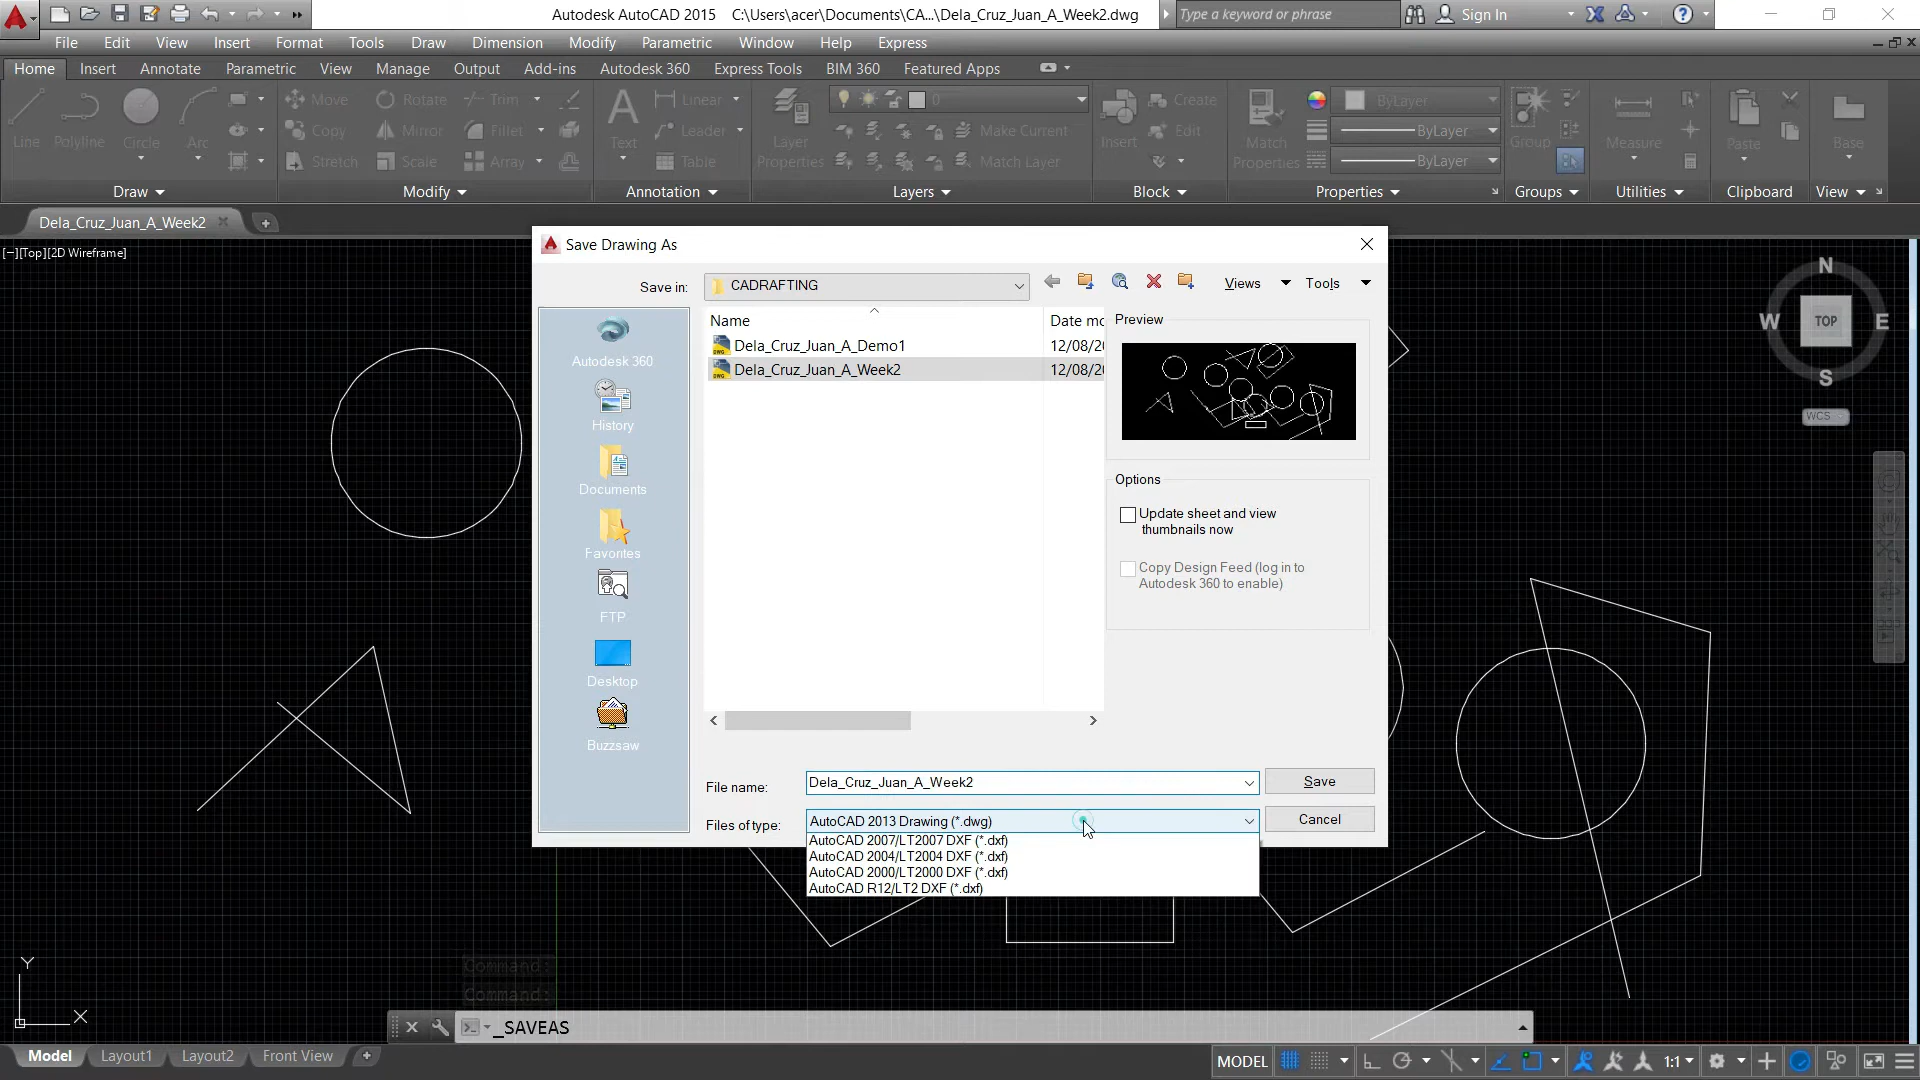 Autodesk AutoCAD 2015 C:\Users\acer\Documents\CA...\Dela_Cruz_Juan_A_Week2.dwg
Type a keyword or phrase
Sign In
File Edit View Insert Format Tools Draw Dimension Modify Parametric Window Help Express
Home Insert Annotate Parametric View Manage Output Add-ins Autodesk 360 Express Tools BIM 360 Featured Apps
Move Rotate Trim Linear 0 Create ByLayer
Line Polyline Circle Arc Copy Mirror Fillet Text Leader Layer Properties Make Current Insert Edit Match Properties ByLayer Group Measure Paste Base
Stretch Scale Array Table Match Layer ByLayer
Draw Modify Annotation Layers Block Properties Groups Utilities Clipboard View
Dela_Cruz_Juan_A_Week2
[−][Top][2D Wireframe]
N
W TOP E
S
WCS
Save Drawing As
Save in: CADRAFTING Views Tools
Name Date mo
Dela_Cruz_Juan_A_Demo1 12/08/20
Dela_Cruz_Juan_A_Week2 12/08/20
Autodesk 360
History
Documents
Favorites
FTP
Desktop
Buzzsaw
Preview
Options
Update sheet and view
thumbnails now
Copy Design Feed (log in to
Autodesk 360 to enable)
File name: Dela_Cruz_Juan_A_Week2 Save
Files of type: AutoCAD 2013 Drawing (*.dwg) Cancel
AutoCAD 2007/LT2007 DXF (*.dxf)
AutoCAD 2004/LT2004 DXF (*.dxf)
AutoCAD 2000/LT2000 DXF (*.dxf)
AutoCAD R12/LT2 DXF (*.dxf)
Command:
Command:
Y
X
_SAVEAS
Model Layout1 Layout2 Front View
MODEL 1:1